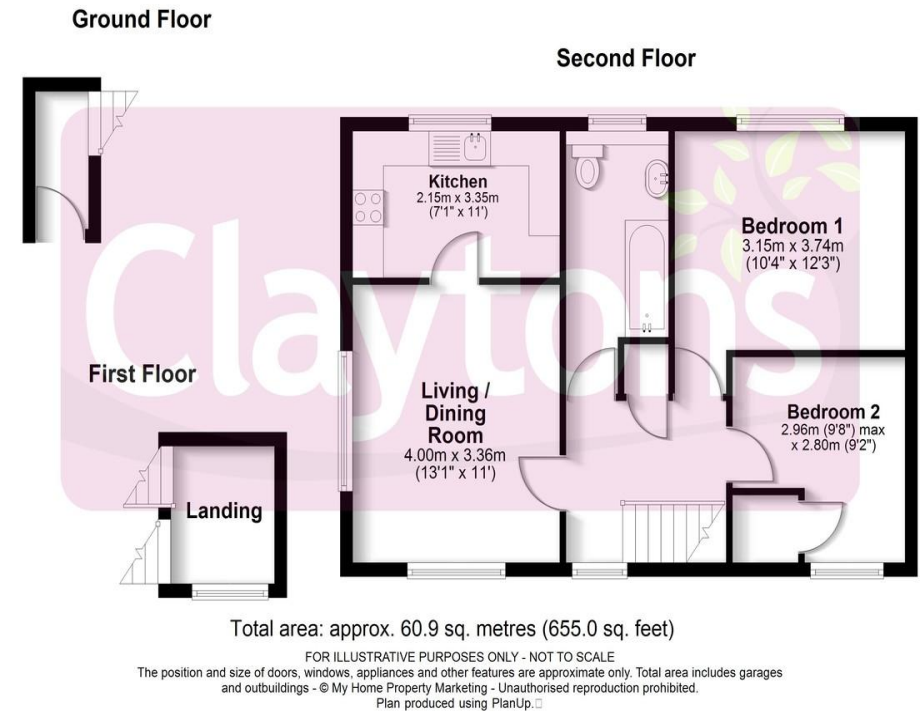 Ground Floor
Second Floor
Kitchen
2.15m x 3.35m
(7'1" x 11')
Bedroom 1
3.15m x 3.74m
(10'4" x 12'3")
Claytons
First Floor
Living /
Dining
Room
4.00m x 3.36m
(13'1" x 11')
Bedroom 2
2.96m (9'8") max
x 2.80m (9'2")
Landing
Total area: approx. 60.9 sq. metres (655.0 sq. feet)
FOR ILLUSTRATIVE PURPOSES ONLY - NOT TO SCALE
The position and size of doors, windows, appliances and other features are approximate only. Total area includes garages
and outbuildings - © My Home Property Marketing - Unauthorised reproduction prohibited.
Plan produced using PlanUp.